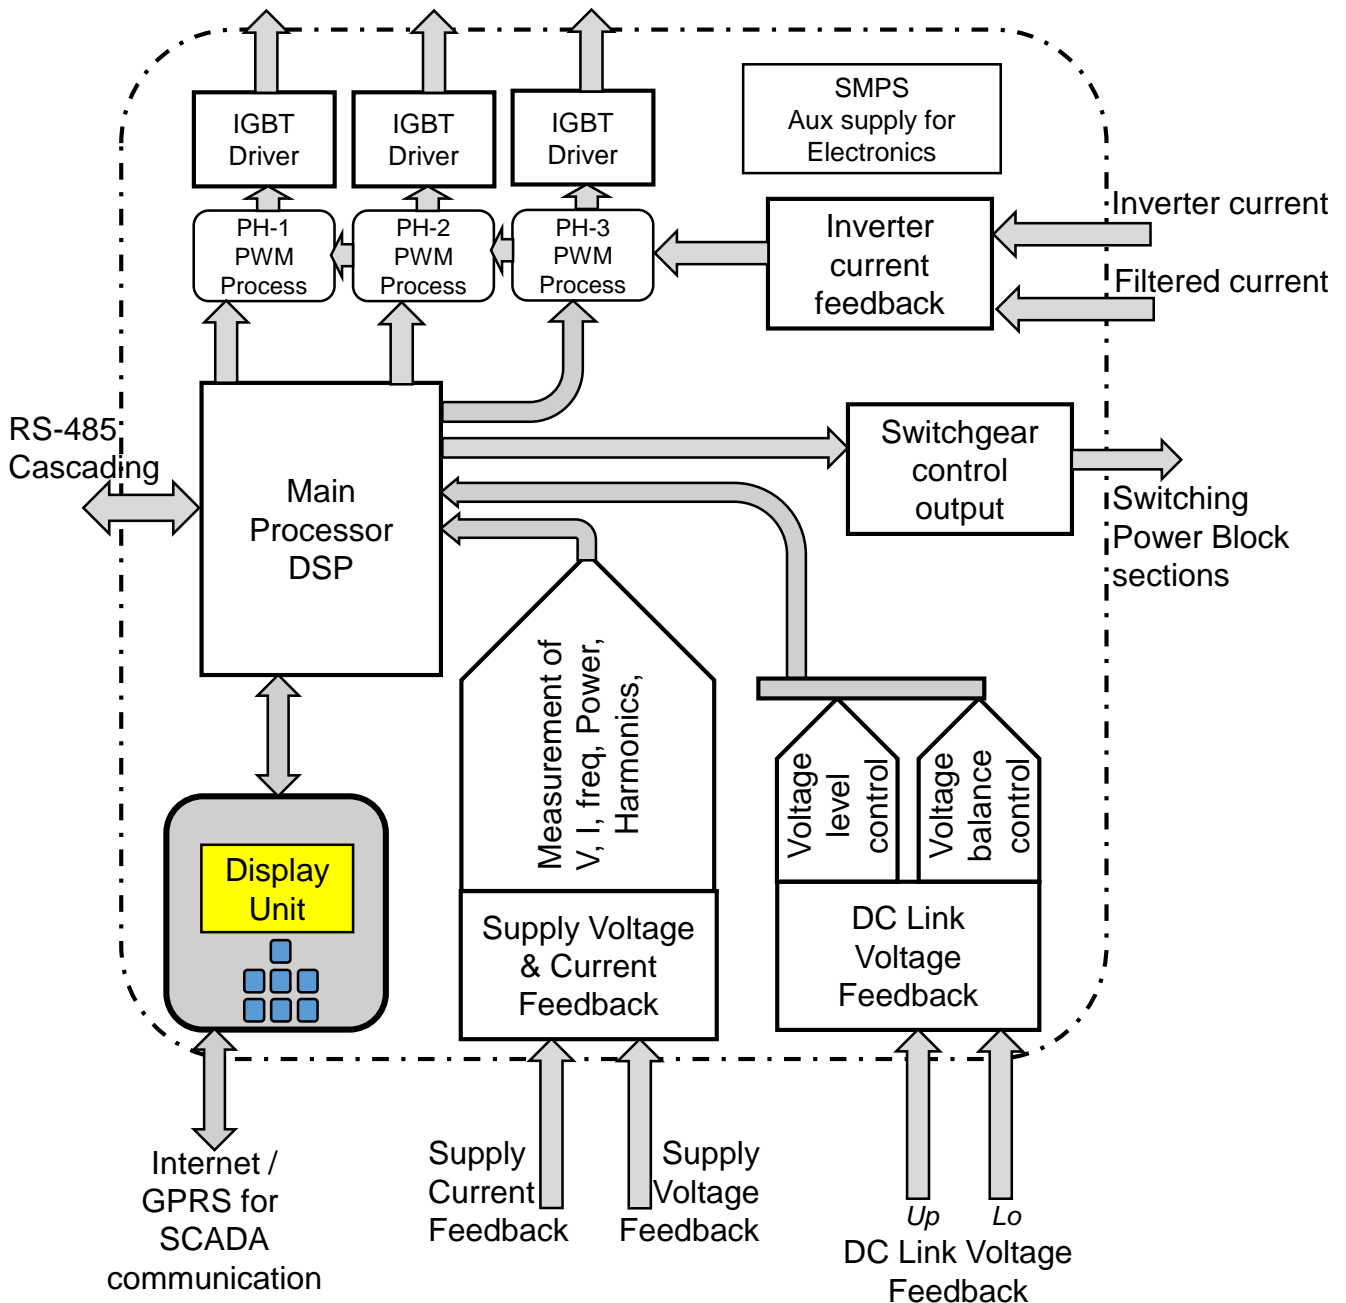 SMPS
Aux supply for
Electronics
IGBT
Driver
IGBT
Driver
IGBT
Driver
PH-1
PWM
Process
PH-2
PWM
Process
PH-3
PWM
Process
Inverter
current
feedback
Inverter current
Filtered current
RS-485
Cascading
Main
Processor
DSP
Switchgear
control
output
Switching
Power Block
sections
Measurement of
V, I, freq, Power,
Harmonics,
Voltage
level
control
Voltage
balance
control
Display
Unit
Supply Voltage
& Current
Feedback
DC Link
Voltage
Feedback
Internet /
GPRS for
SCADA
communication
Supply
Current
Feedback
Supply
Voltage
Feedback
Up
Lo
DC Link Voltage
Feedback